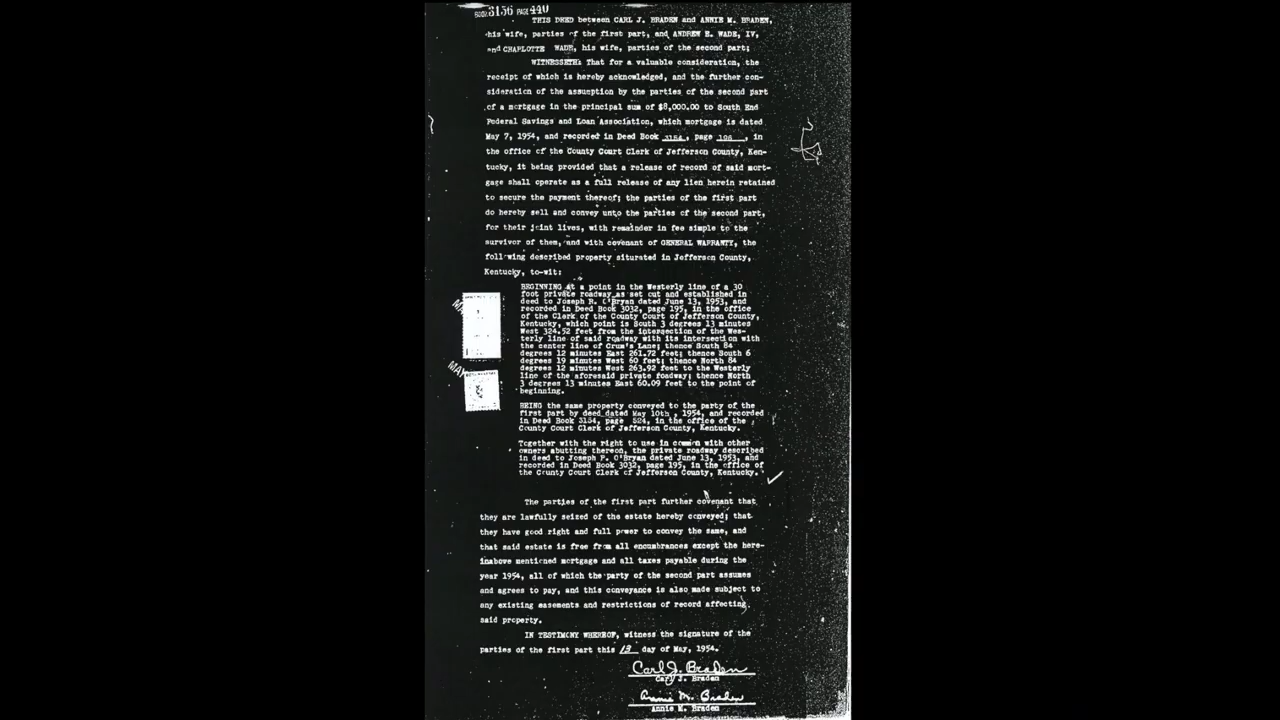 BOOK 3156 PAGE 440
THIS DEED between CARL J. BRADEN and ANNIE M. BRADEN,
his wife, parties of the first part, and ANDREW E. WADE, IV,
and CHARLOTTE WADE, his wife, parties of the second part;
WITNESSETH: That for a valuable consideration, the
receipt of which is hereby acknowledged, and the further con-
sideration of the assumption by the parties of the second part
of a mortgage in the principal sum of $8,000.00 to South End
Federal Savings and Loan Association, which mortgage is dated
May 7, 1954, and recorded in Deed Book 3154, page 196, in
the office of the County Court Clerk of Jefferson County, Ken-
tucky, it being provided that a release of record of said mort-
gage shall operate as a full release of any lien herein retained
to secure the payment thereof; the parties of the first part
do hereby sell and convey unto the parties of the second part,
for their joint lives, with remainder in fee simple to the
survivor of them, and with covenant of GENERAL WARRANTY, the
following described property siturated in Jefferson County,
Kentucky, to-wit:
BEGINNING at a point in the Westerly line of a 30
foot private roadway as set out and established in
deed to Joseph R. O'Bryan dated June 13, 1953, and
recorded in Deed Book 3032, page 195, in the office
of the Clerk of the County Court of Jefferson County,
Kentucky, which point is South 3 degrees 13 minutes
West 324.52 feet from the intersection of the Wes-
terly line of said roadway with its intersection with
the center line of Crum's Lane; thence South 84
degrees 12 minutes East 261.72 feet; thence South 6
degrees 19 minutes West 60 feet; thence North 84
degrees 12 minutes West 263.92 feet to the Westerly
line of the aforesaid private roadway; thence North
3 degrees 13 minutes East 60.09 feet to the point of
beginning.
BEING the same property conveyed to the party of the
first part by deed dated May 10th, 1954, and recorded
in Deed Book 3154, page 524, in the office of the
County Court Clerk of Jefferson County, Kentucky.
Together with the right to use in common with other
owners abutting thereon, the private roadway described
in deed to Joseph P. O'Bryan dated June 13, 1953, and
recorded in Deed Book 3032, page 195, in the office of
the County Court Clerk of Jefferson County, Kentucky.
The parties of the first part further covenant that
they are lawfully seized of the estate hereby conveyed; that
they have good right and full power to convey the same, and
that said estate is free from all encumbrances except the here-
inabove mentioned mortgage and all taxes payable during the
year 1954, all of which the party of the second part assumes
and agrees to pay, and this conveyance is also made subject to
any existing easements and restrictions of record affecting
said property.
IN TESTIMONY WHEREOF, witness the signature of the
parties of the first part this 13 day of May, 1954.
Carl J. Braden
Carl J. Braden
Annie M. Braden
Annie M. Braden